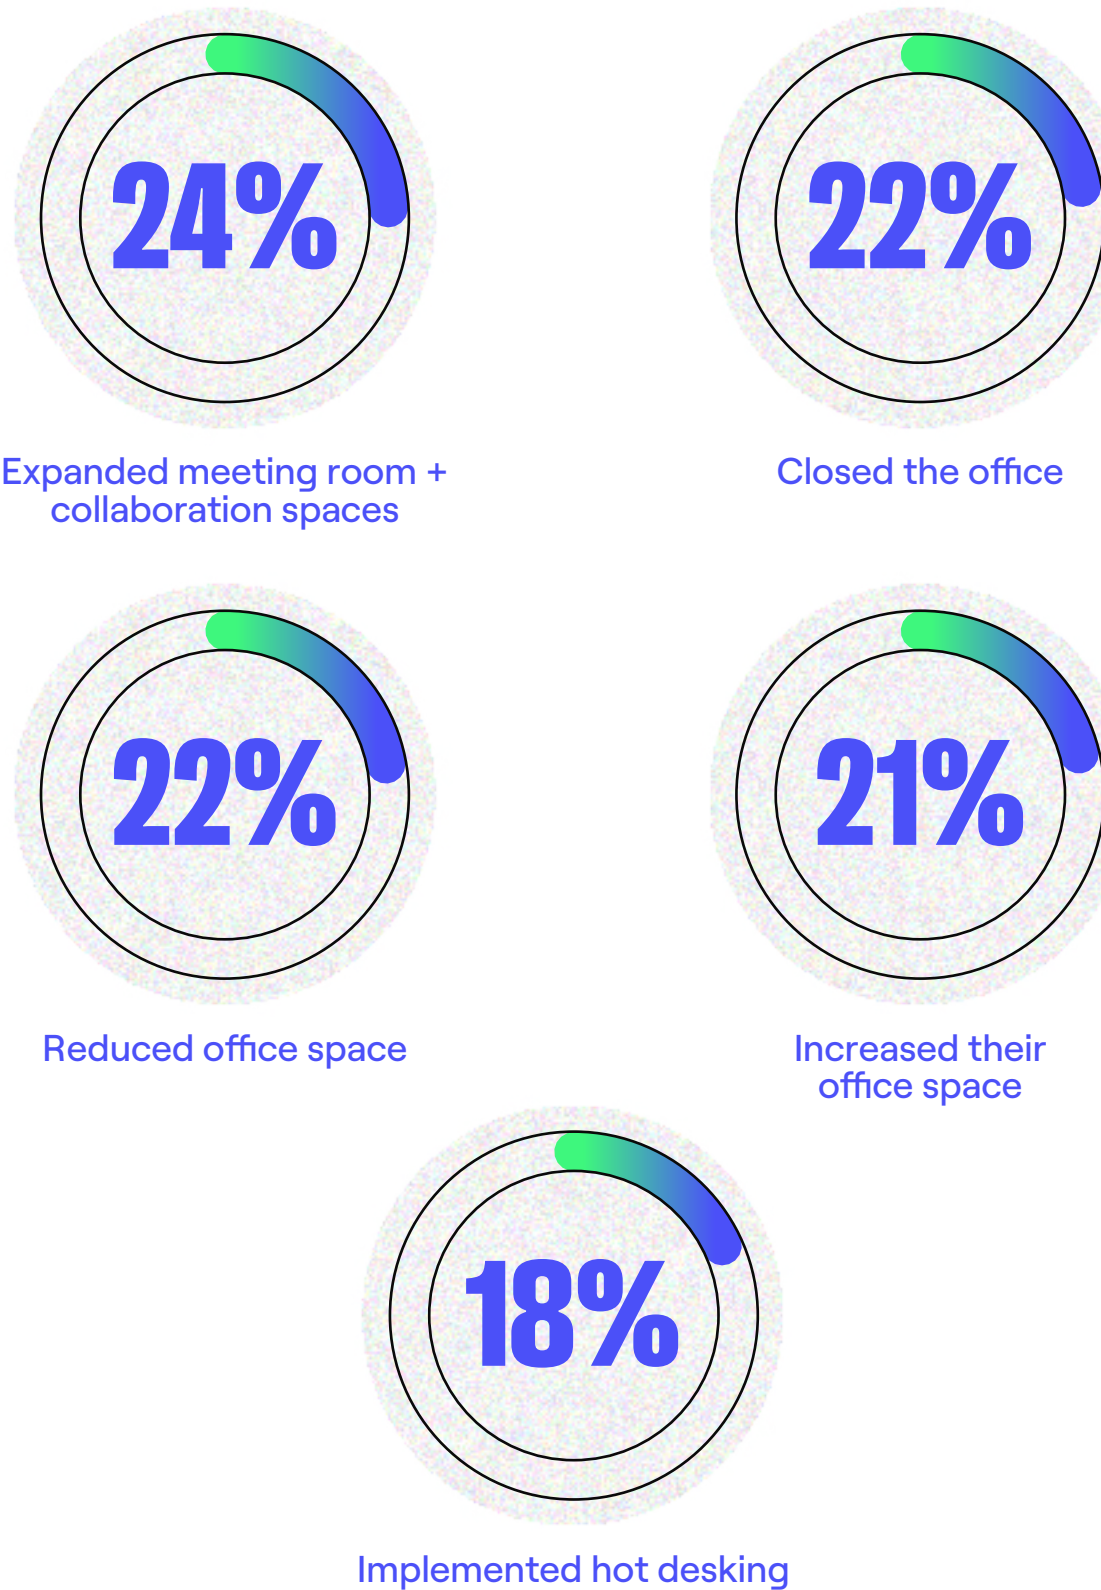 24%
Expanded meeting room +
collaboration spaces
22%
Closed the office
22%
Reduced office space
21%
Increased their
office space
18%
Implemented hot desking